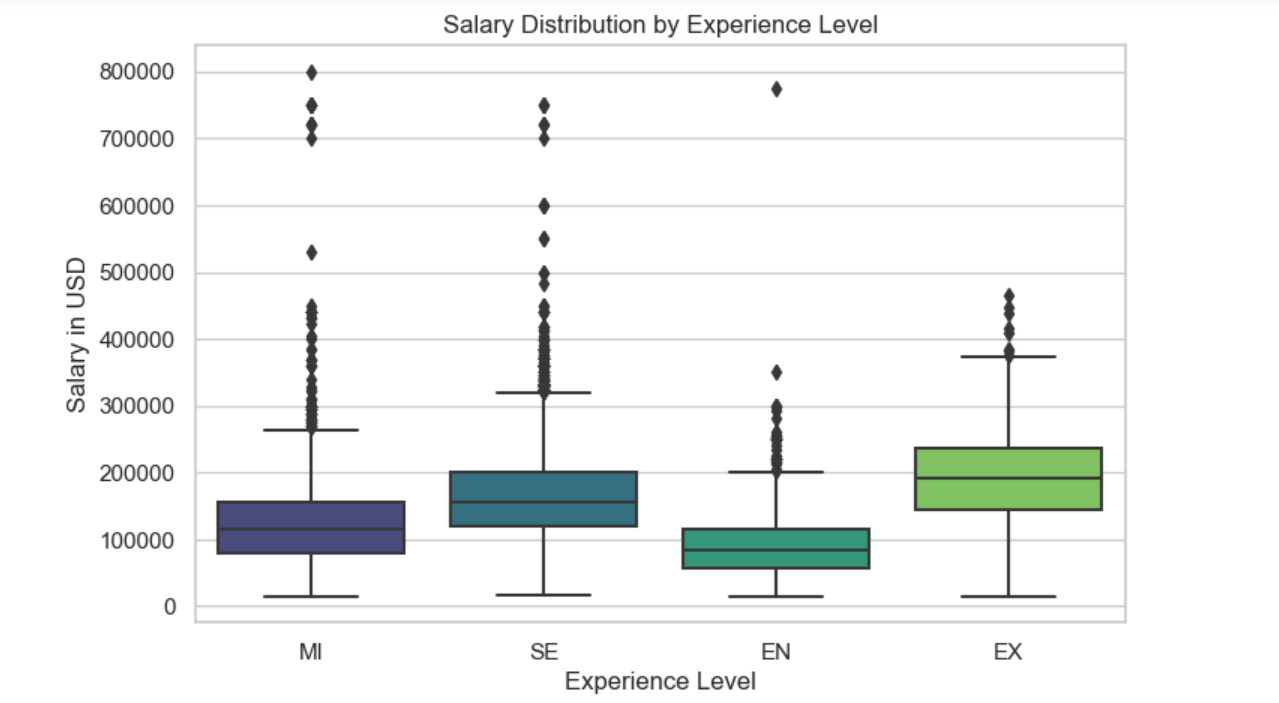 Salary Distribution by Experience Level
800000
700000
600000
500000
400000
300000
200000
100000
0
Salary in USD
MI SE EN EX
Experience Level